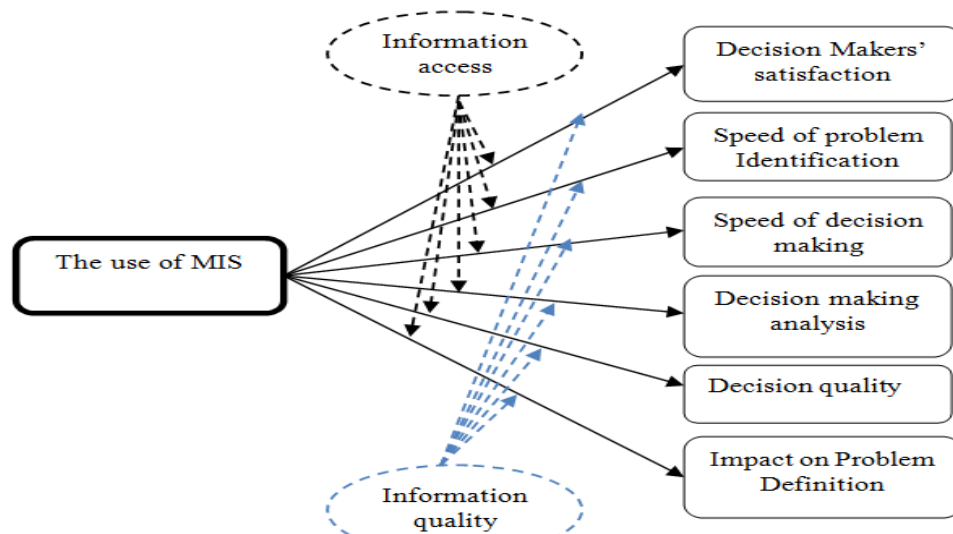 Information
access
Decision Makers’
satisfaction
Speed of problem
Identification
Speed of decision
making
The use of MIS
Decision making
analysis
Decision quality
Impact on Problem
Definition
Information
quality